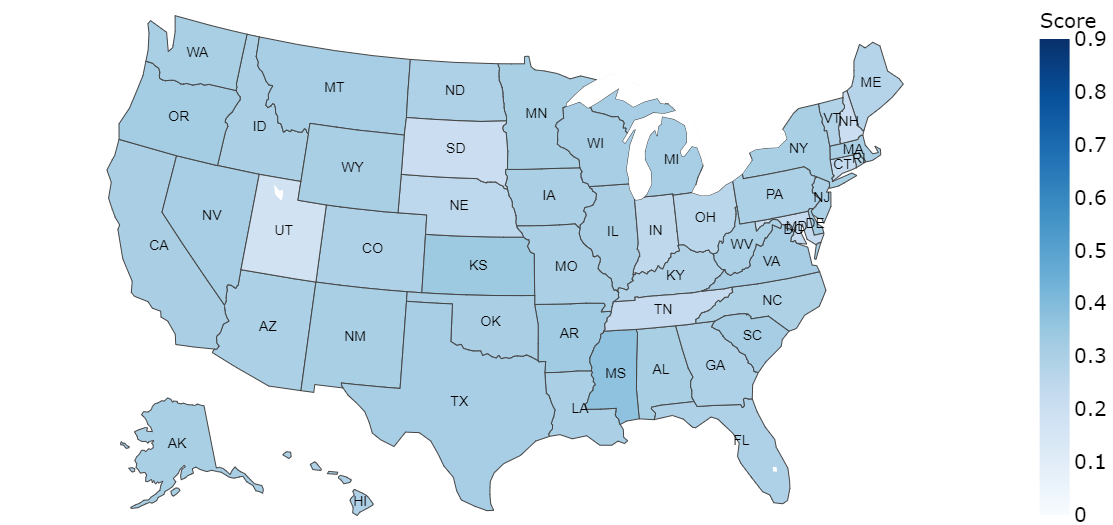 Score
0.9
0.8
0.7
0.6
0.5
0.4
0.3
0.2
0.1
0
WA
OR
ID
MT
ND
MN
SD
WY
NE
IA
WI
MI
NV
UT
CO
KS
MO
IL
IN
OH
KY
WV
VA
PA
NY
VT
NH
ME
MA
RI
CT
NJ
DE
MD
DC
CA
AZ
NM
OK
AR
TN
NC
SC
GA
AL
MS
LA
TX
FL
AK
HI